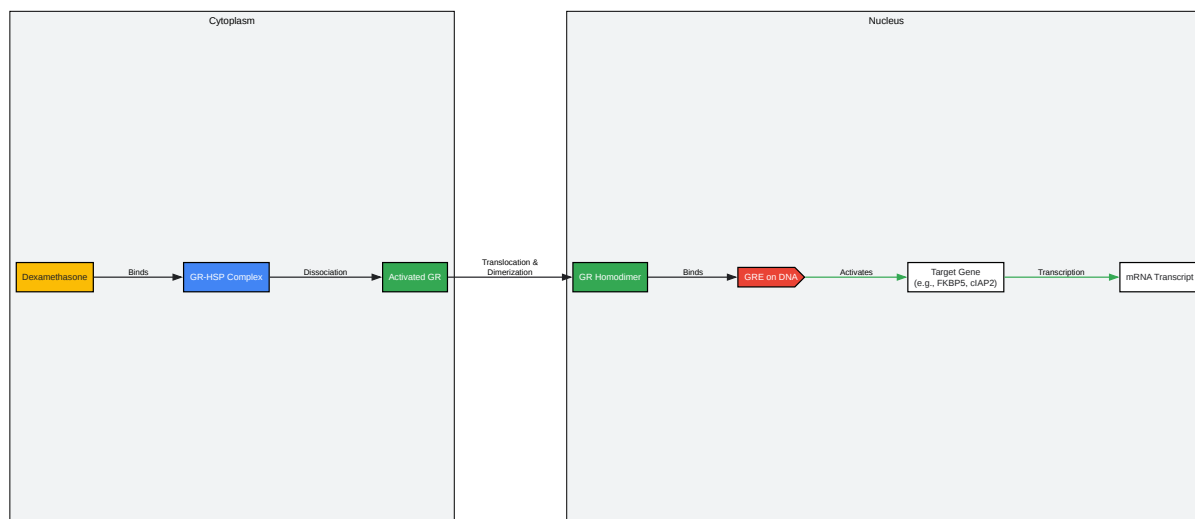 Cytoplasm
Nucleus
Dexamethasone
Binds
GR-HSP Complex
Dissociation
Activated GR
Translocation &
Dimerization
GR Homodimer
Binds
GRE on DNA
Activates
Target Gene
(e.g., FKBP5, cIAP2)
Transcription
mRNA Transcript